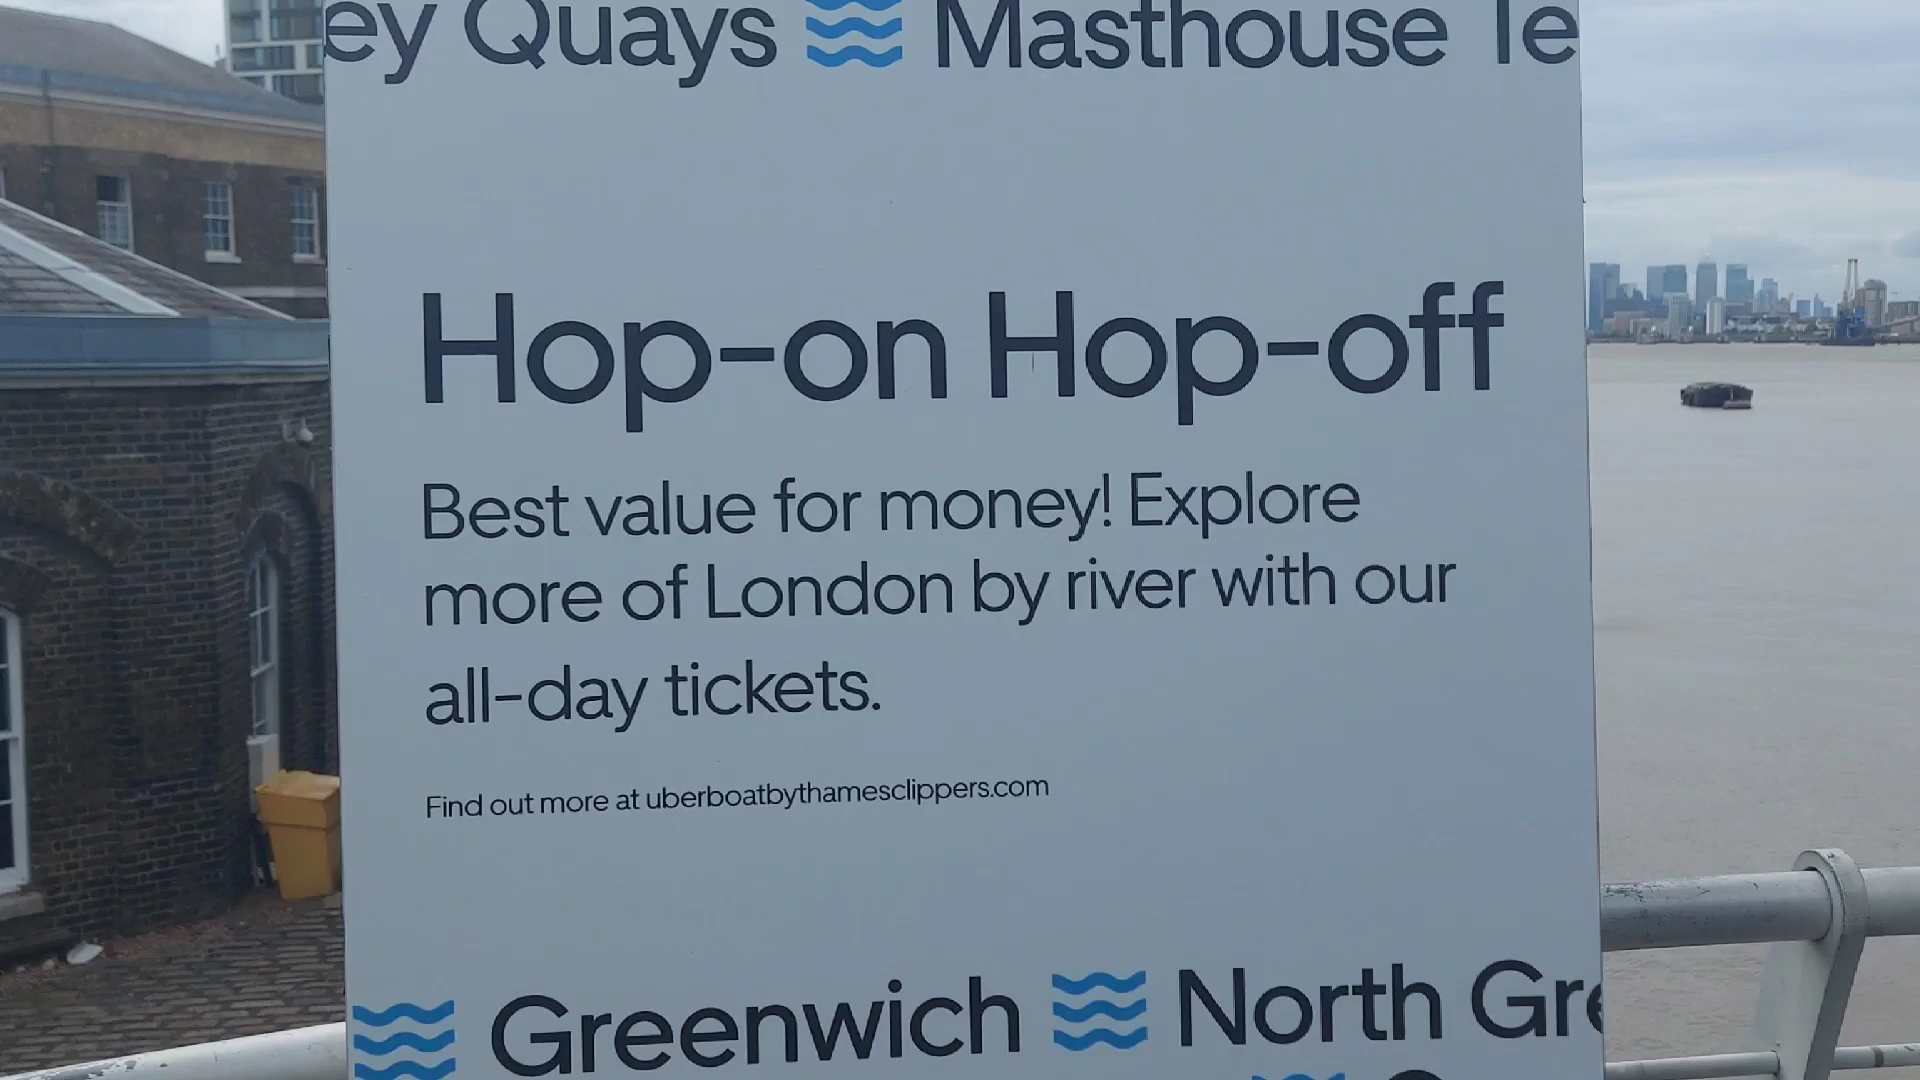 ey Quays Masthouse Te
Hop-on Hop-off
Best value for money! Explore
more of London by river with our
all-day tickets.
Find out more at uberboatbythamesclippers.com
Greenwich North Gre